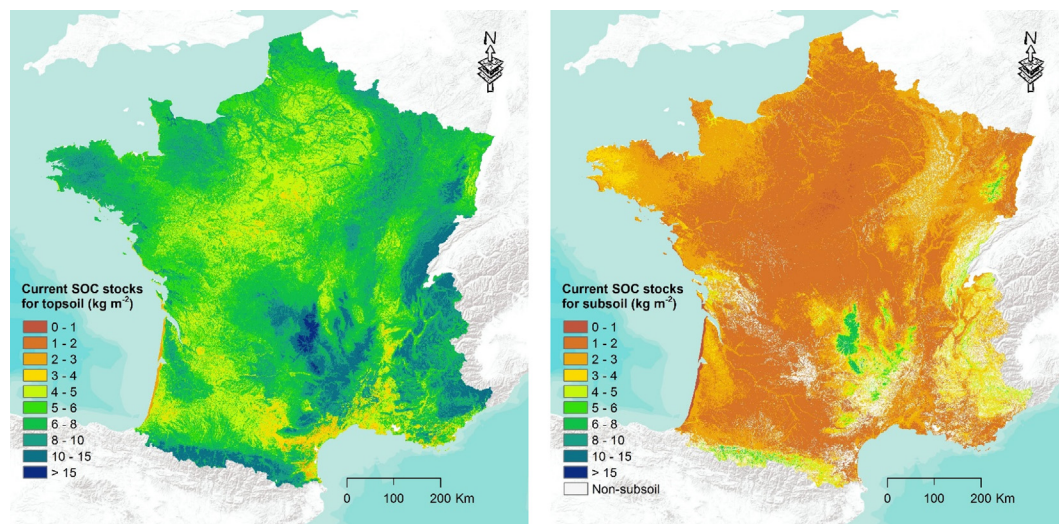 N
Current SOC stocks
for topsoil (kg m⁻²)
0 - 1
1 - 2
2 - 3
3 - 4
4 - 5
5 - 6
6 - 8
8 - 10
10 - 15
> 15
0 100 200 Km
N
Current SOC stocks
for subsoil (kg m⁻²)
0 - 1
1 - 2
2 - 3
3 - 4
4 - 5
5 - 6
6 - 8
8 - 10
10 - 15
> 15
Non-subsoil
0 100 200 Km